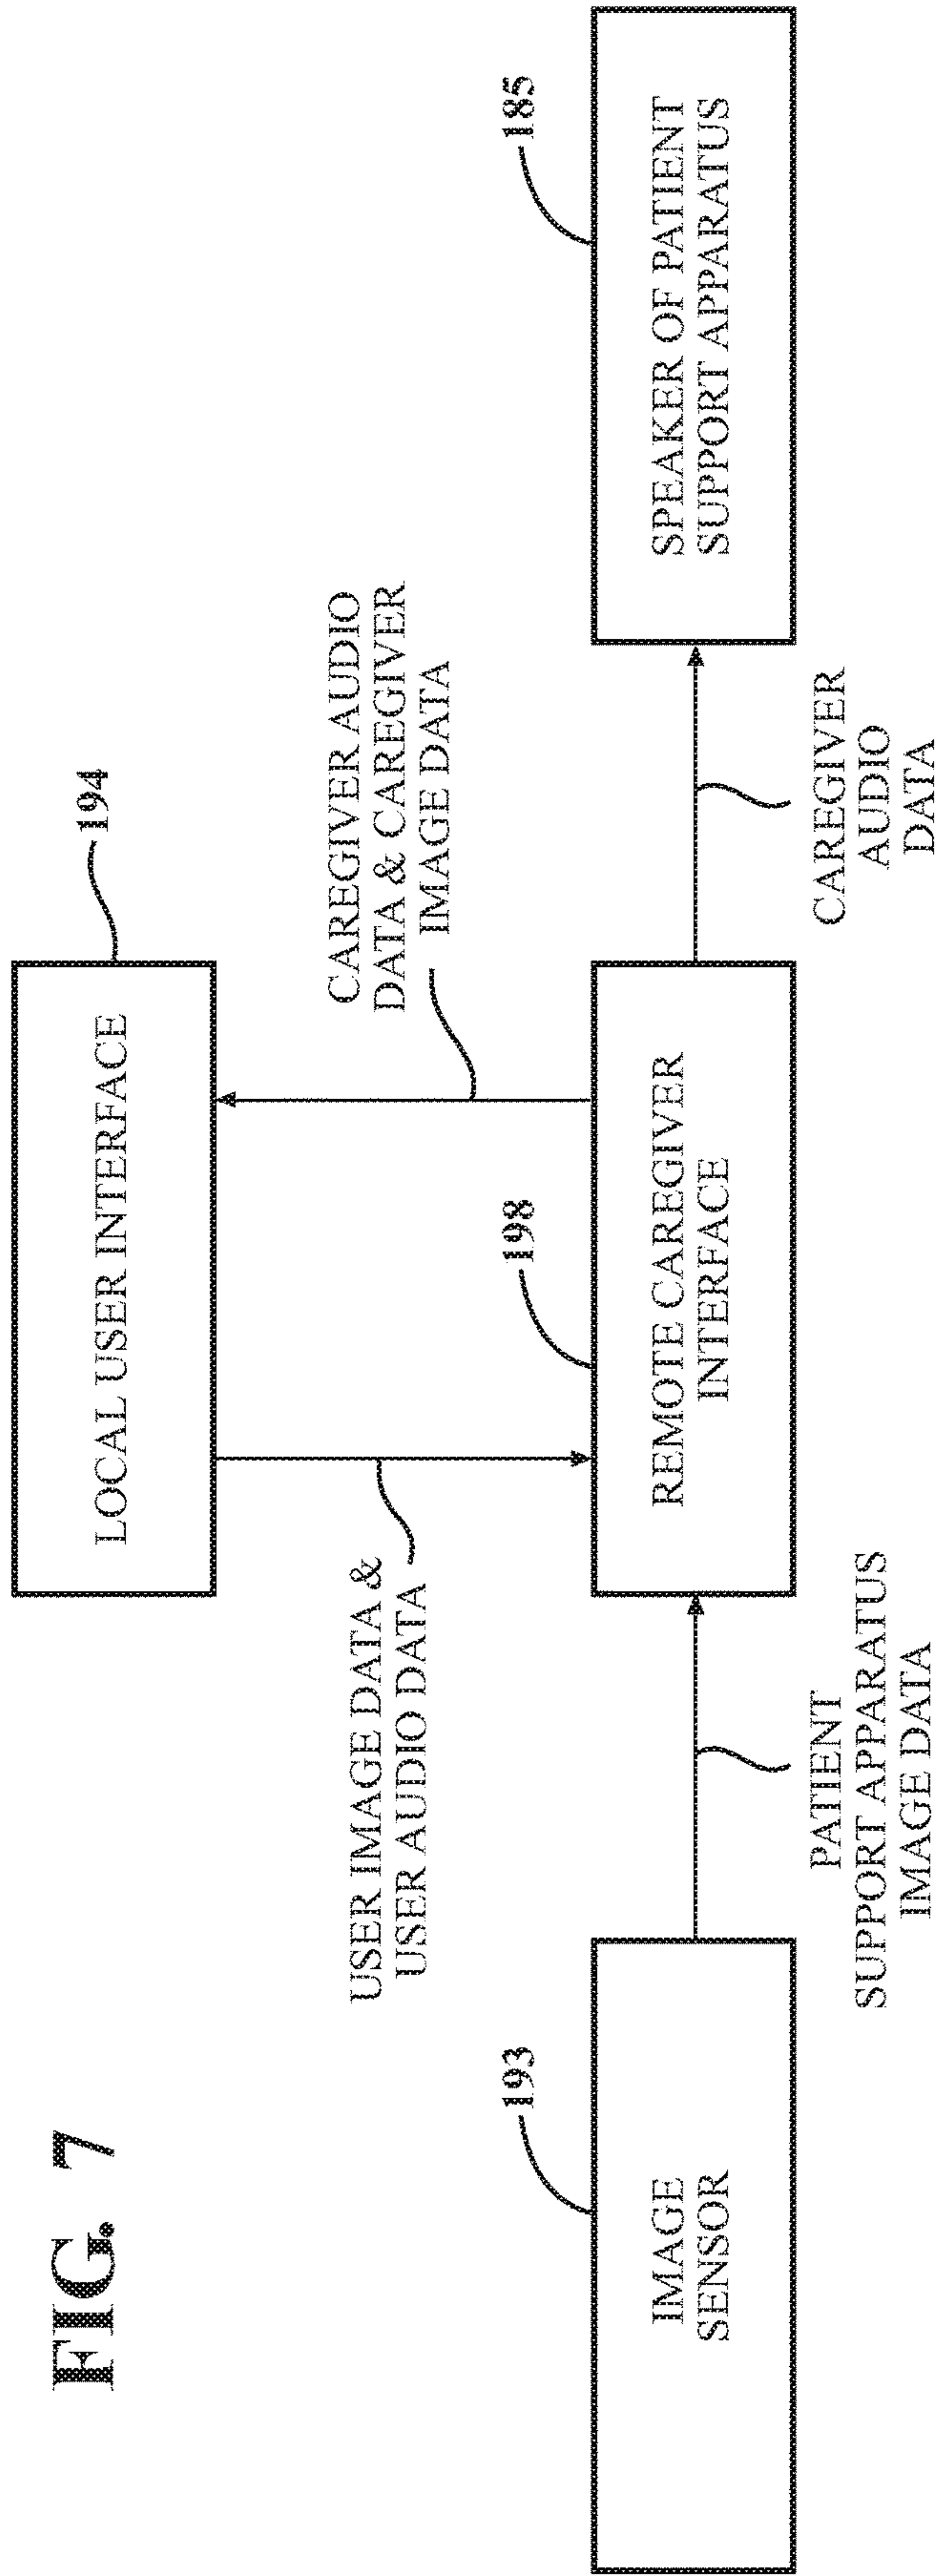 FIG. 7
LOCAL USER INTERFACE
194
USER IMAGE DATA &
USER AUDIO DATA
CAREGIVER AUDIO
DATA & CAREGIVER
IMAGE DATA
193
IMAGE
SENSOR
PATIENT
SUPPORT APPARATUS
IMAGE DATA
198
REMOTE CAREGIVER
INTERFACE
CAREGIVER
AUDIO
DATA
185
SPEAKER OF PATIENT
SUPPORT APPARATUS